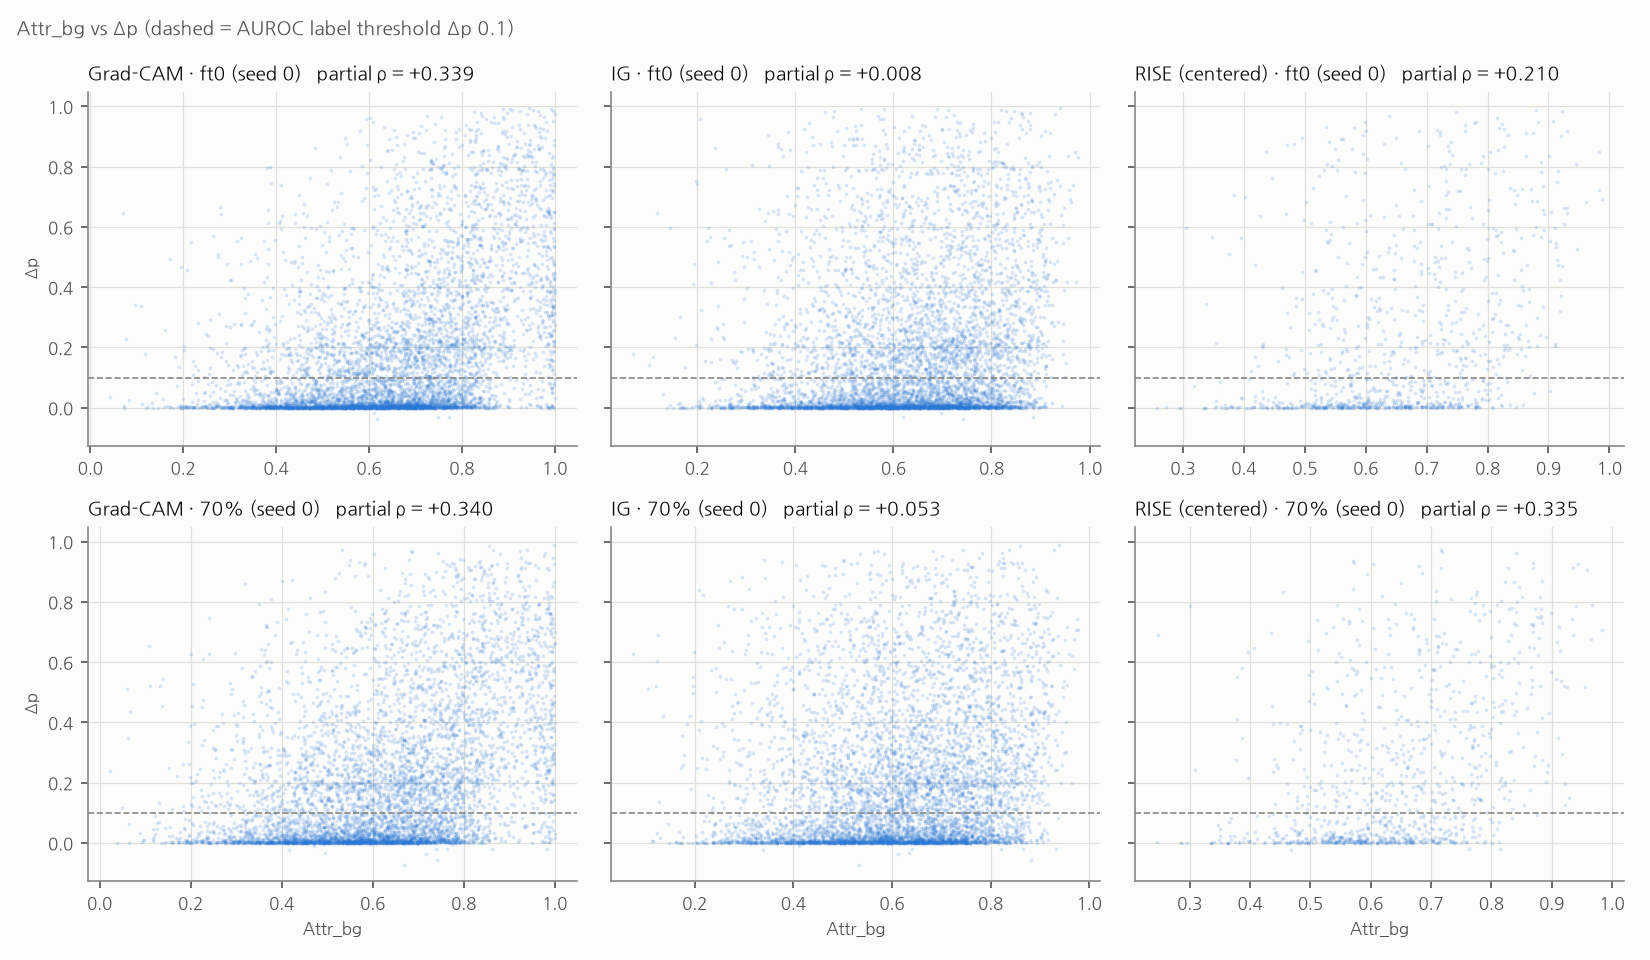 Attr_bg vs Δp (dashed = AUROC label threshold Δp 0.1)
Grad-CAM · ft0 (seed 0)   partial ρ = +0.339
IG · ft0 (seed 0)   partial ρ = +0.008
RISE (centered) · ft0 (seed 0)   partial ρ = +0.210
1.0
0.8
0.6
0.4
0.2
0.0
Δp
0.0 0.2 0.4 0.6 0.8 1.0
0.2 0.4 0.6 0.8 1.0
0.3 0.4 0.5 0.6 0.7 0.8 0.9 1.0
Grad-CAM · 70% (seed 0)   partial ρ = +0.340
IG · 70% (seed 0)   partial ρ = +0.053
RISE (centered) · 70% (seed 0)   partial ρ = +0.335
1.0
0.8
0.6
0.4
0.2
0.0
Δp
0.0 0.2 0.4 0.6 0.8 1.0
0.2 0.4 0.6 0.8 1.0
0.3 0.4 0.5 0.6 0.7 0.8 0.9 1.0
Attr_bg
Attr_bg
Attr_bg